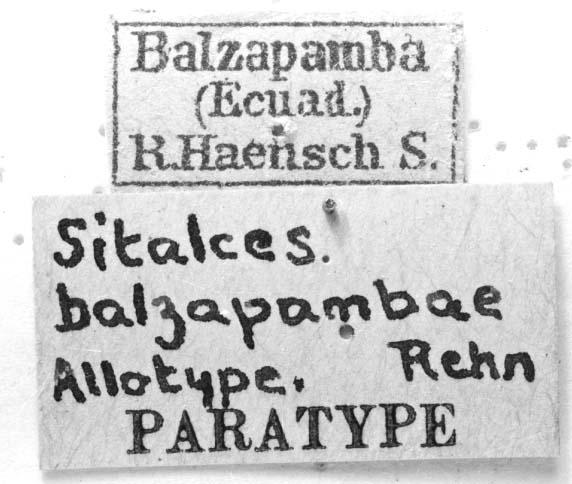 Balzapamba
(Ecuad.)
R.Haensch S.
Sitalces.
balzapambae
Allotype. Rehn
PARATYPE